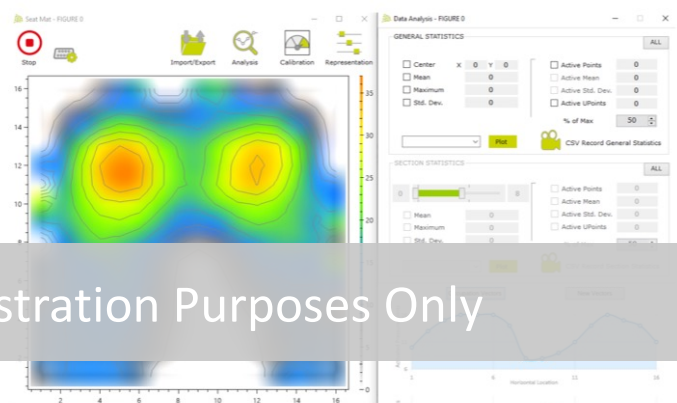 Seat Mat - FIGURE 0
Stop
Import/Export
Analysis
Calibration
Representation
16
14
12
10
8
35
30
25
20
0
2 4 6 8 10 12 14 16
stration Purposes Only
Data Analysis - FIGURE 0
GENERAL STATISTICS
ALL
Center X 0 Y 0
Active Points 0
Mean 0
Active Mean 0
Maximum 0
Active Std. Dev. 0
Std. Dev. 0
Active UPoints 0
% of Max 50
Plot
CSV Record General Statistics
SECTION STATISTICS
ALL
0 8
Active Points 0
Active Mean 0
Mean 0
Active Std. Dev. 0
Maximum 0
Active UPoints 0
Std. Dev. 0
Horizontal Location